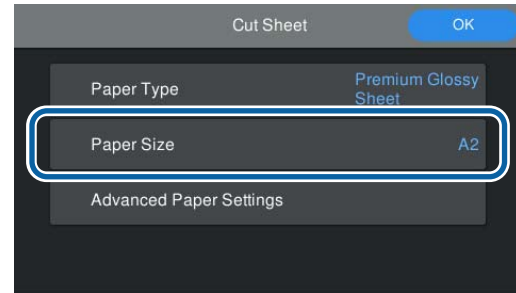 Cut Sheet
OK
Paper Type
Premium Glossy
Sheet
Paper Size
A2
Advanced Paper Settings